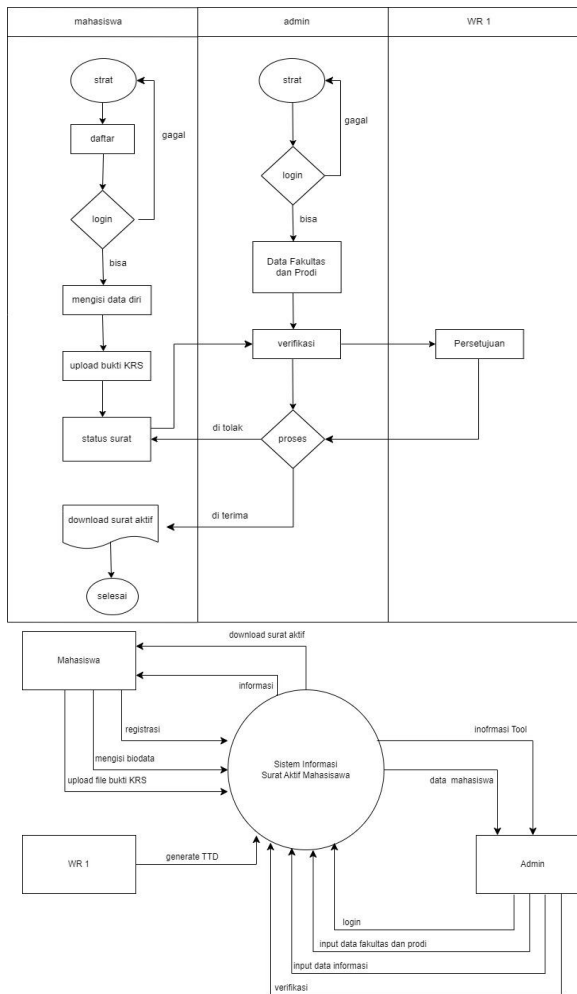 mahasiswa
admin
WR 1
strat
strat
gagal
gagal
daftar
login
login
bisa
bisa
Data Fakultas
dan Prodi
mengisi data diri
verifikasi
Persetujuan
upload bukti KRS
status surat
di tolak
proses
download surat aktif
di terima
selesai
download surat aktif
Mahasiswa
informasi
registrasi
inofrmasi Tool
mengisi biodata
Sistem Informasi
Surat Aktif Mahasisawa
upload file bukti KRS
data mahasiswa
WR 1
generate TTD
Admin
login
input data fakultas dan prodi
input data informasi
verifikasi